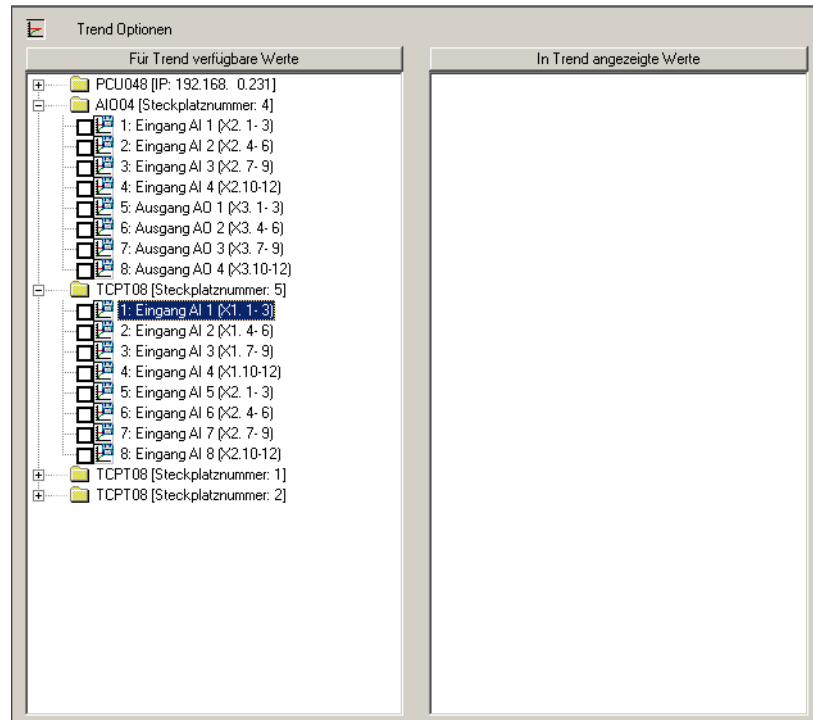 Trend Optionen
Für Trend verfügbare Werte
In Trend angezeigte Werte
PCU048 [IP: 192.168. 0.231]
AIO04 [Steckplatznummer: 4]
1: Eingang AI 1 (X2. 1- 3)
2: Eingang AI 2 (X2. 4- 6)
3: Eingang AI 3 (X2. 7- 9)
4: Eingang AI 4 (X2.10-12)
5: Ausgang AO 1 (X3. 1- 3)
6: Ausgang AO 2 (X3. 4- 6)
7: Ausgang AO 3 (X3. 7- 9)
8: Ausgang AO 4 (X3.10-12)
TCPT08 [Steckplatznummer: 5]
1: Eingang AI 1 (X1. 1- 3)
2: Eingang AI 2 (X1. 4- 6)
3: Eingang AI 3 (X1. 7- 9)
4: Eingang AI 4 (X1.10-12)
5: Eingang AI 5 (X2. 1- 3)
6: Eingang AI 6 (X2. 4- 6)
7: Eingang AI 7 (X2. 7- 9)
8: Eingang AI 8 (X2.10-12)
TCPT08 [Steckplatznummer: 1]
TCPT08 [Steckplatznummer: 2]